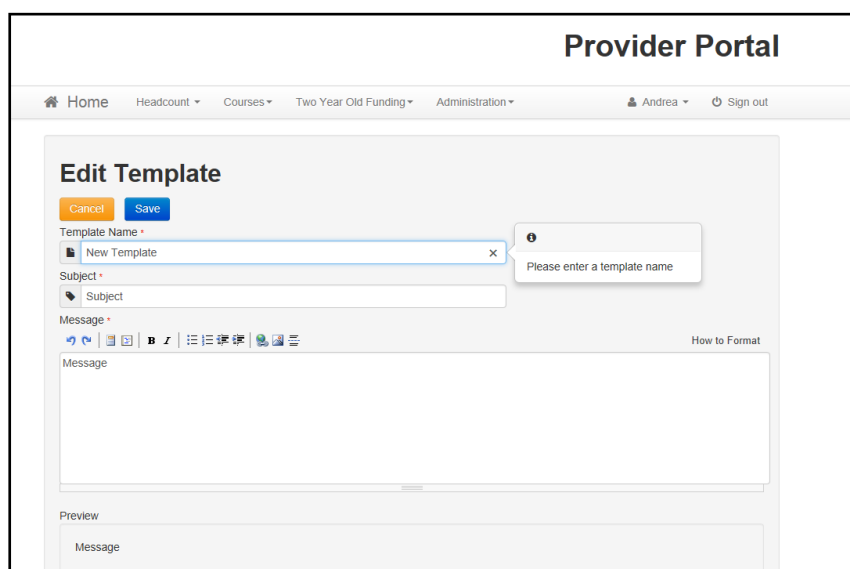 Provider Portal
Home Headcount Courses Two Year Old Funding Administration Andrea Sign out
Edit Template
Cancel Save
Template Name *
New Template
Please enter a template name
Subject *
Subject
Message *
B I How to Format
Message
Preview
Message